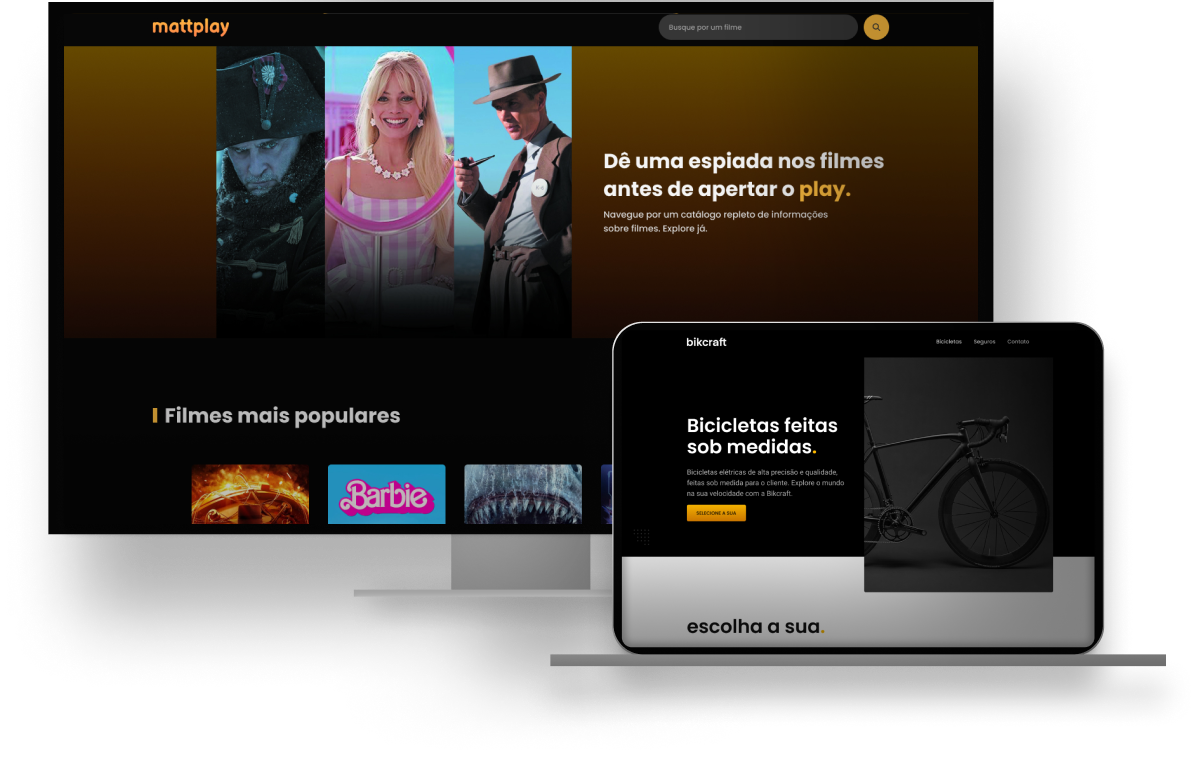 mattplay
Busque por um filme
Dê uma espiada nos filmes
antes de apertar o play.
Navegue por um catálogo repleto de informações
sobre filmes. Explore já.
Filmes mais populares
Barbie
bikcraft
Bicicletas
Seguros
Contato
Bicicletas feitas
sob medidas.
Bicicletas elétricas de alta precisão e qualidade,
feitas sob medida para o cliente. Explore o mundo
na sua velocidade com a Bikcraft.
SELECIONE A SUA
escolha a sua.